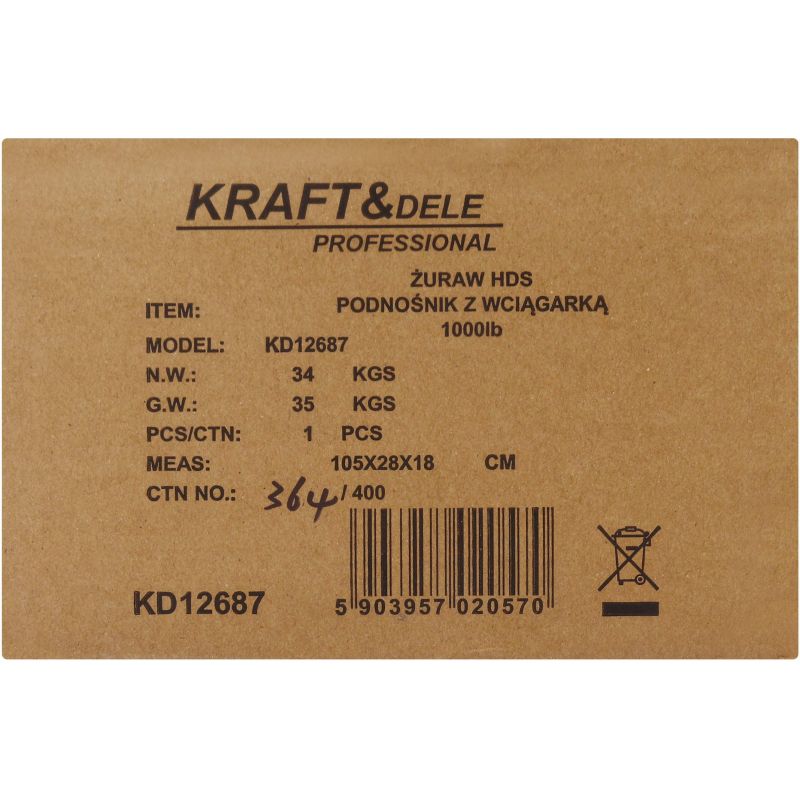 KRAFT&DELE
PROFESSIONAL
ŻURAW HDS
ITEM: PODNOŚNIK Z WCIĄGARKĄ
1000lb
MODEL: KD12687
N.W.: 34 KGS
G.W.: 35 KGS
PCS/CTN: 1 PCS
MEAS: 105X28X18 CM
CTN NO.: 364 / 400
KD12687
5 903957 020570